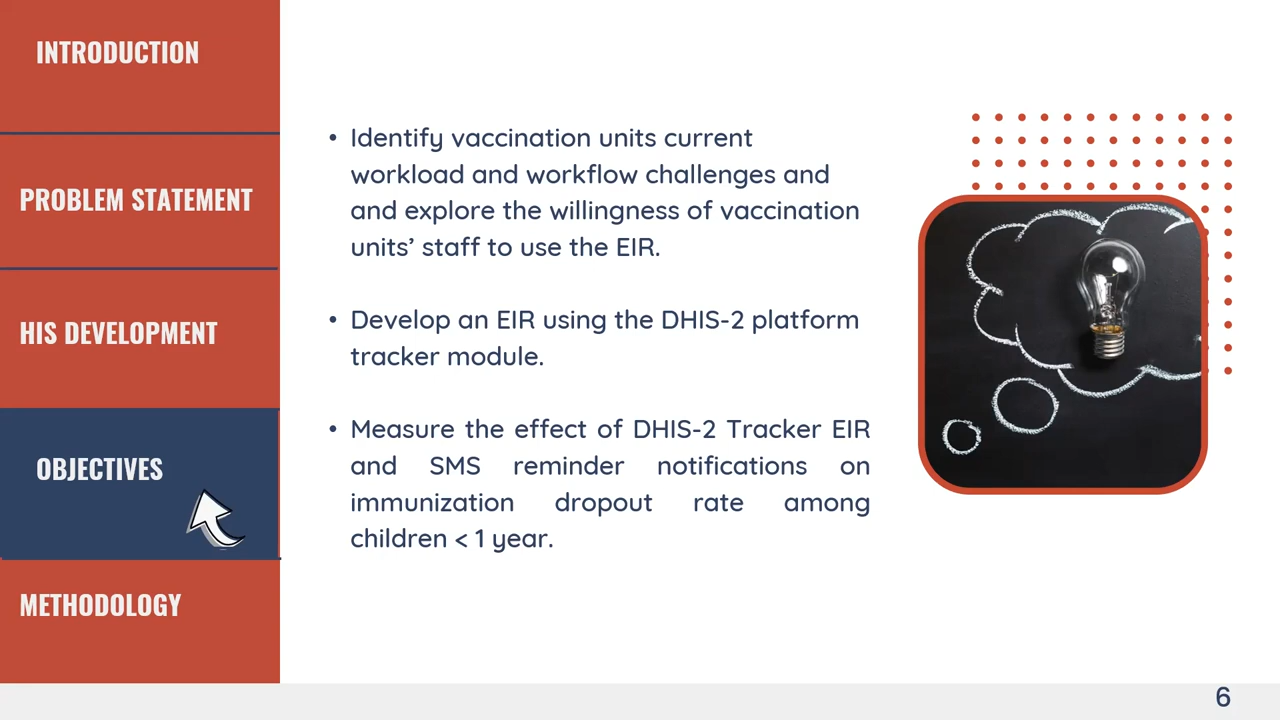 INTRODUCTION
PROBLEM STATEMENT
HIS DEVELOPMENT
OBJECTIVES
METHODOLOGY
• Identify vaccination units current
workload and workflow challenges and
and explore the willingness of vaccination
units’ staff to use the EIR.
• Develop an EIR using the DHIS-2 platform
tracker module.
• Measure the effect of DHIS-2 Tracker EIR
and SMS reminder notifications on
immunization dropout rate among
children < 1 year.
6